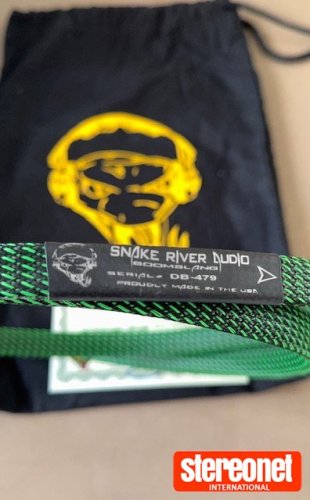 SNAKE RIVER AUDIO
BOOMSLANG
SERIAL# DB-479
PROUDLY MADE IN THE USA
stereonet
INTERNATIONAL